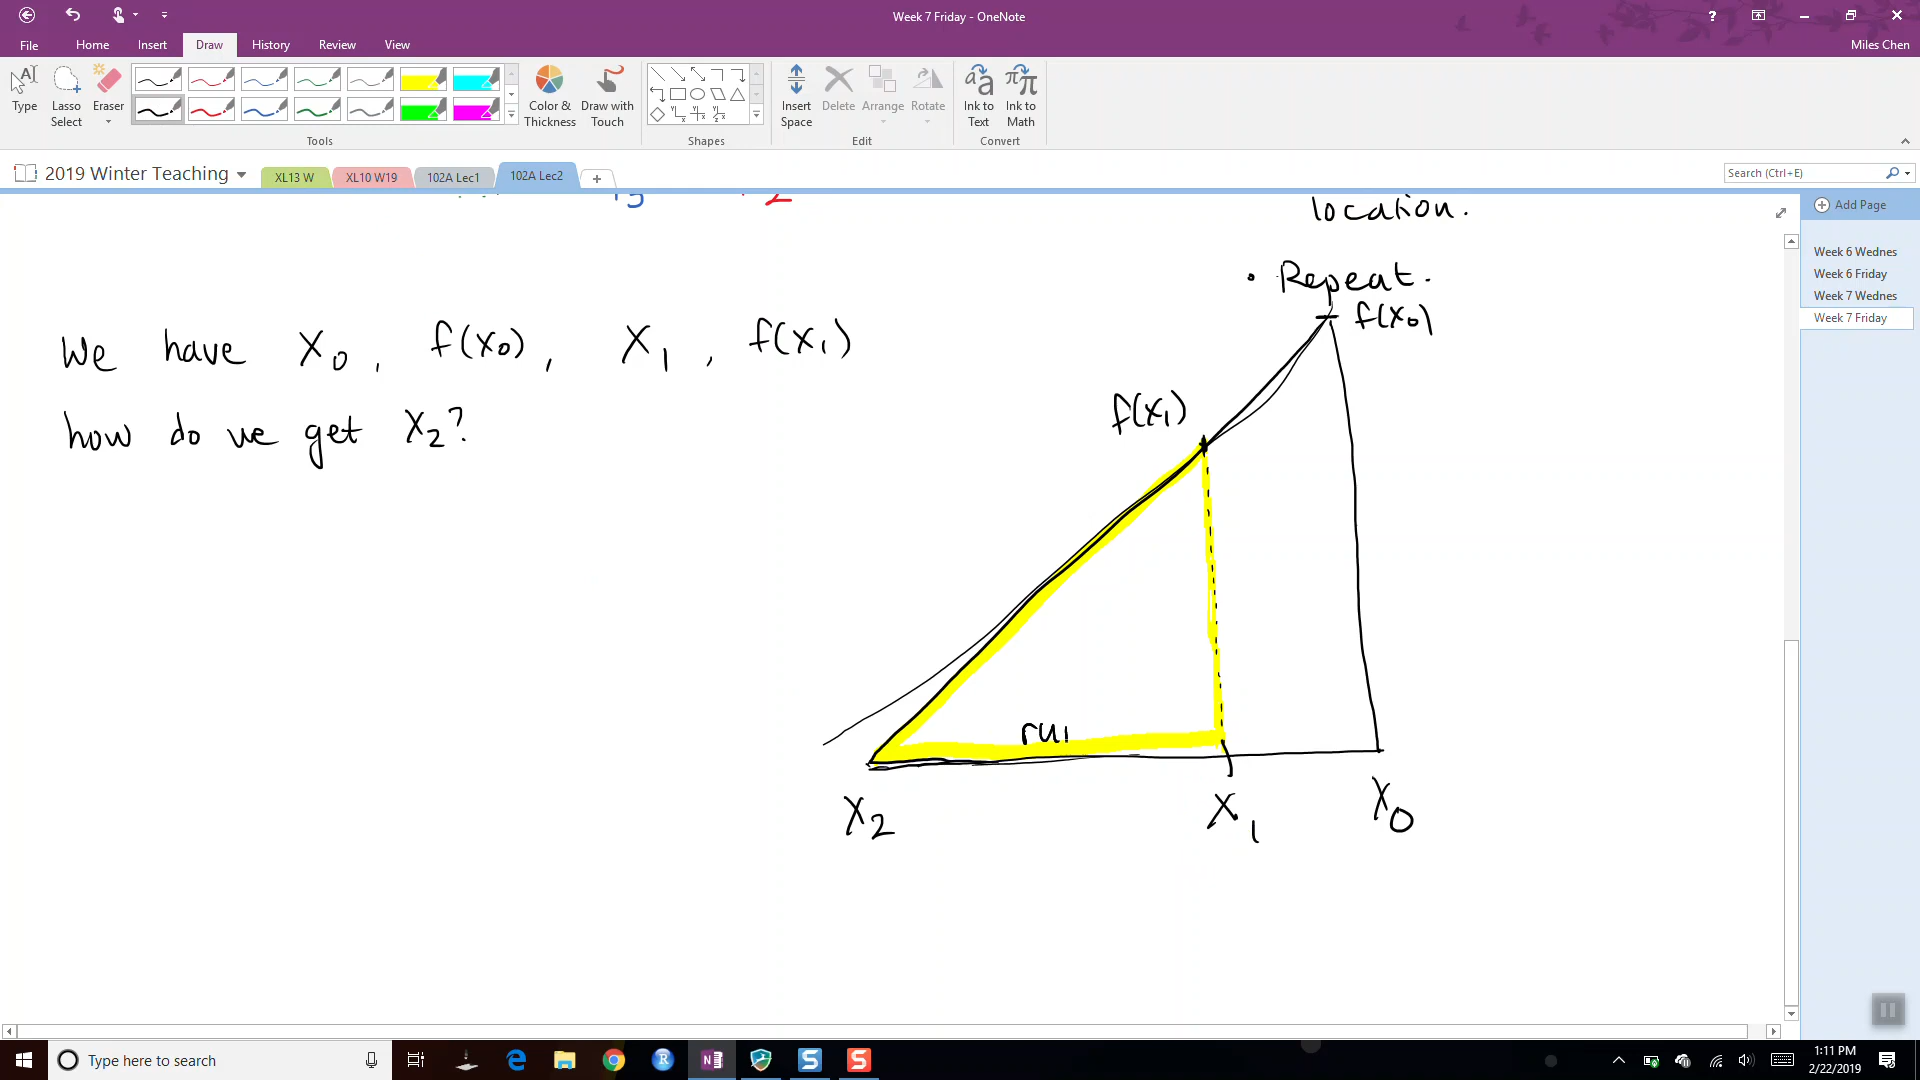 Week 7 Friday - OneNote
?
File
Home
Insert
Draw
History
Review
View
Miles Chen
Type
Lasso Select
Eraser
Color & Thickness
Draw with Touch
Insert Space
Delete
Arrange
Rotate
Ink to Text
Ink to Math
Tools
Shapes
Edit
Convert
2019 Winter Teaching
XL13 W
XL10 W19
102A Lec1
102A Lec2
Search (Ctrl+E)
Add Page
Week 6 Wednes
Week 6 Friday
Week 7 Wednes
Week 7 Friday
location.
• Repeat.
f(x0)
We have x0, f(x0), x1, f(x1)
how do we get x2?
f(x1)
x2
x1
x0
Type here to search
1:11 PM
2/22/2019